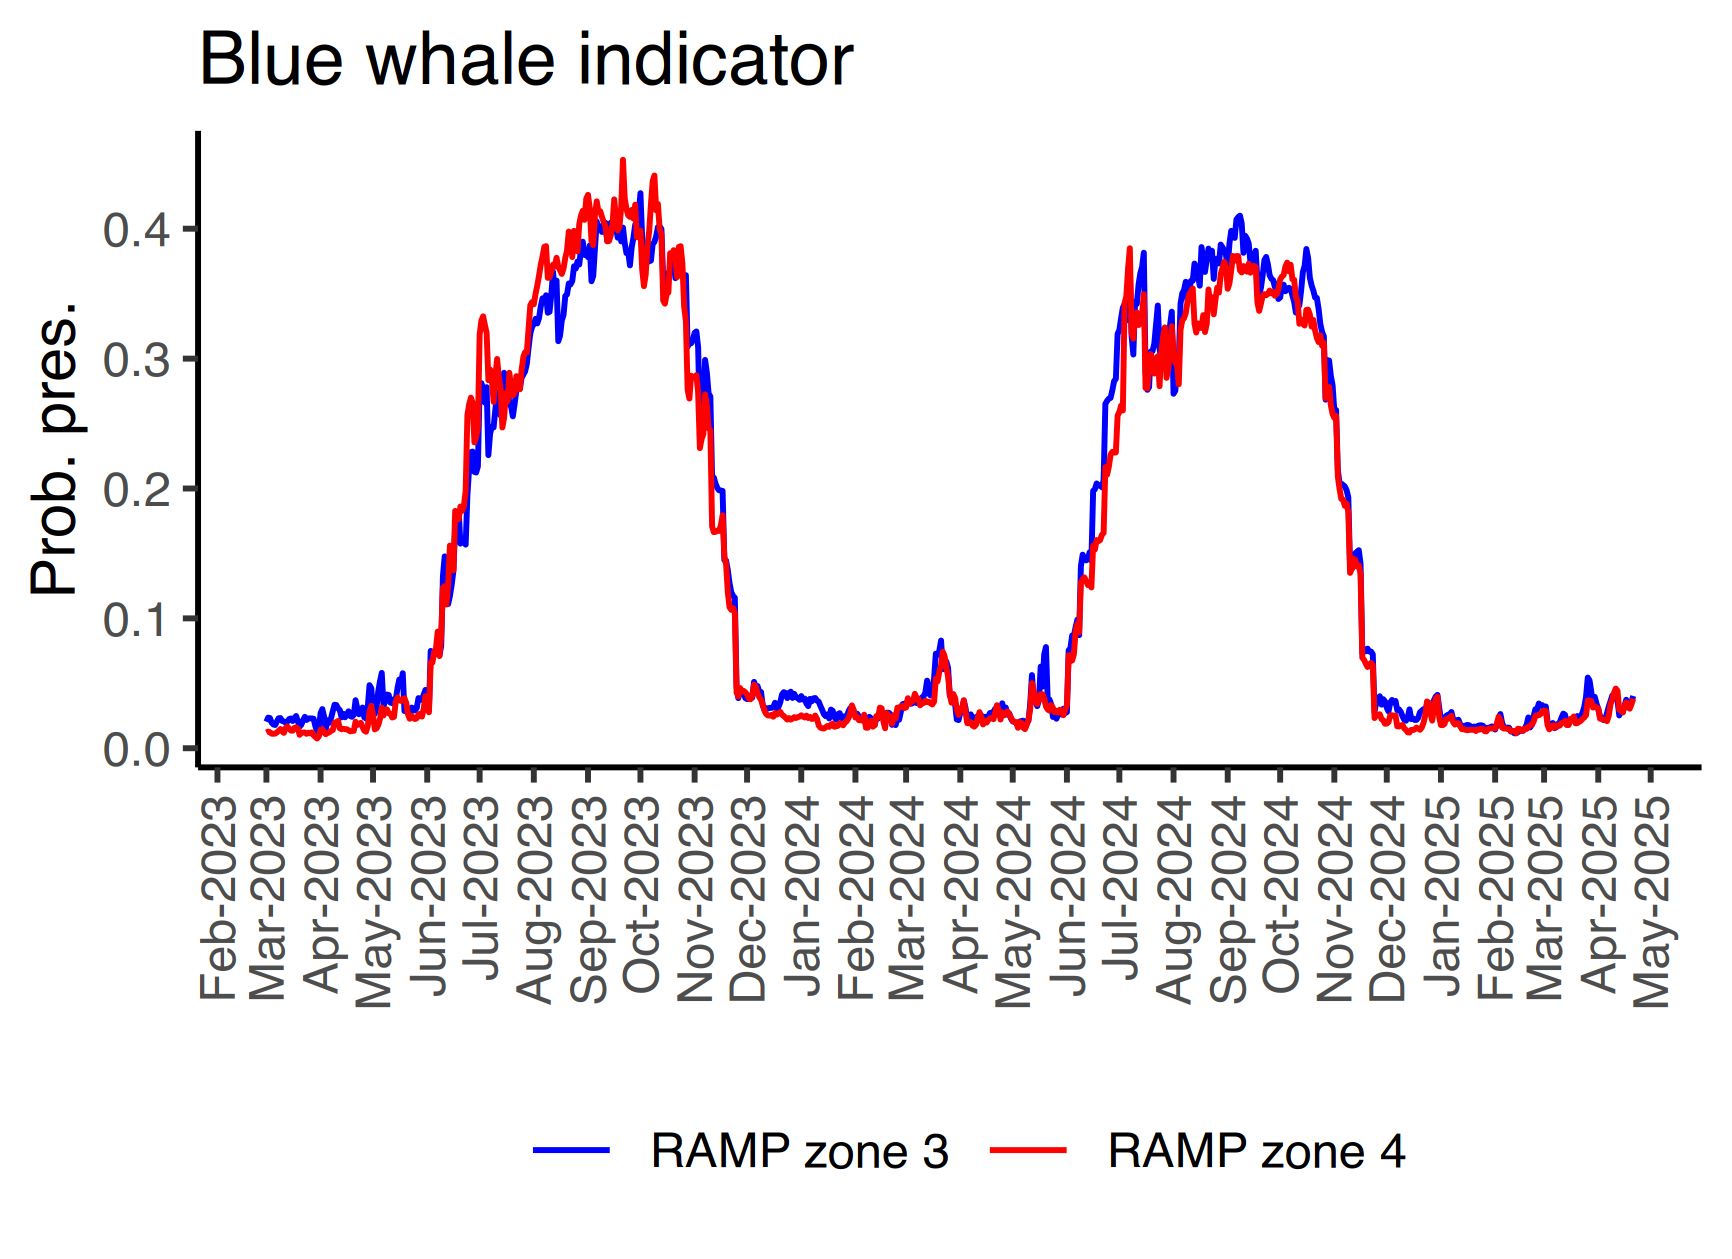 Blue whale indicator
Prob. pres.
0.4
0.3
0.2
0.1
0.0
Feb-2023
Mar-2023
Apr-2023
May-2023
Jun-2023
Jul-2023
Aug-2023
Sep-2023
Oct-2023
Nov-2023
Dec-2023
Jan-2024
Feb-2024
Mar-2024
Apr-2024
May-2024
Jun-2024
Jul-2024
Aug-2024
Sep-2024
Oct-2024
Nov-2024
Dec-2024
Jan-2025
Feb-2025
Mar-2025
Apr-2025
May-2025
RAMP zone 3
RAMP zone 4